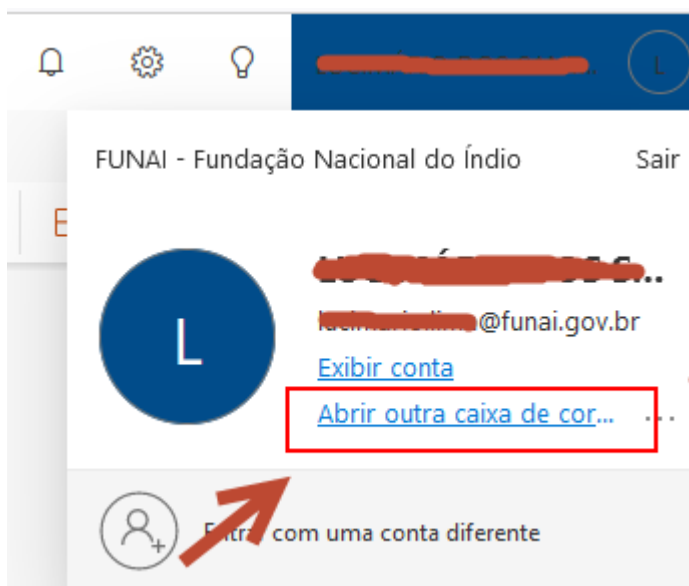 L
FUNAI - Fundação Nacional do Índio Sair
L
@funai.gov.br
Exibir conta
Abrir outra caixa de cor...
...
Entrar com uma conta diferente